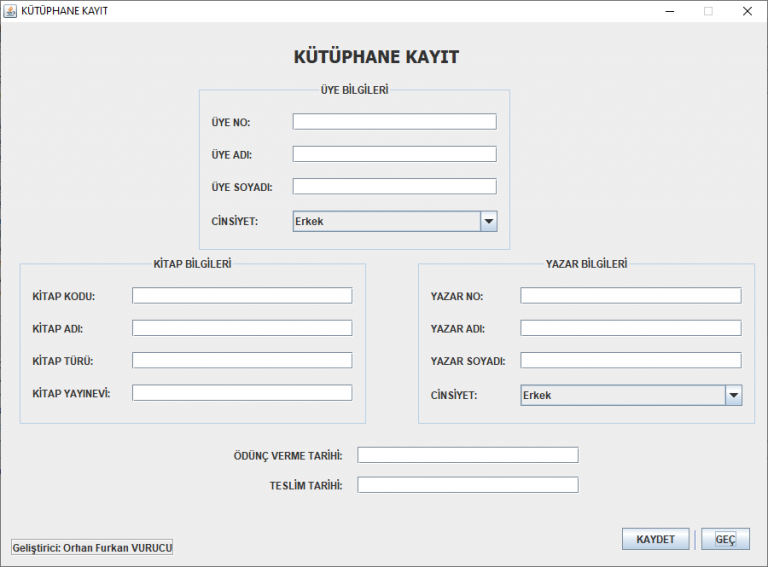 KÜTÜPHANE KAYIT
KÜTÜPHANE KAYIT
ÜYE BİLGİLERİ
ÜYE NO:
ÜYE ADI:
ÜYE SOYADI:
CİNSİYET: Erkek
KİTAP BİLGİLERİ
KİTAP KODU:
KİTAP ADI:
KİTAP TÜRÜ:
KİTAP YAYINEVİ:
YAZAR BİLGİLERİ
YAZAR NO:
YAZAR ADI:
YAZAR SOYADI:
CİNSİYET: Erkek
ÖDÜNÇ VERME TARİHİ:
TESLİM TARİHİ:
KAYDET GEÇ
Geliştirici: Orhan Furkan VURUCU